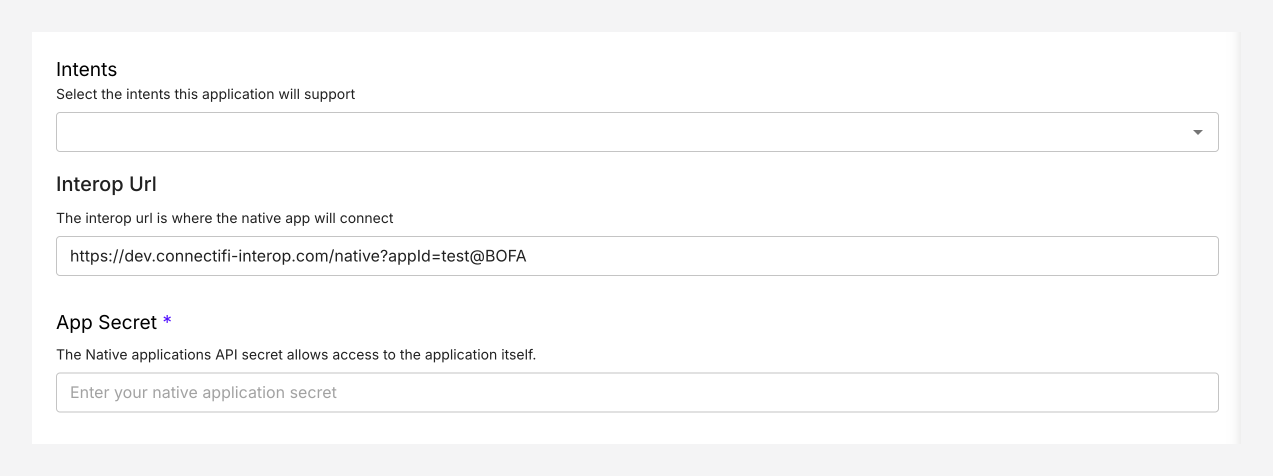 Intents
Select the intents this application will support
Interop Url
The interop url is where the native app will connect
https://dev.connectifi-interop.com/native?appId=test@BOFA
App Secret *
The Native applications API secret allows access to the application itself.
Enter your native application secret